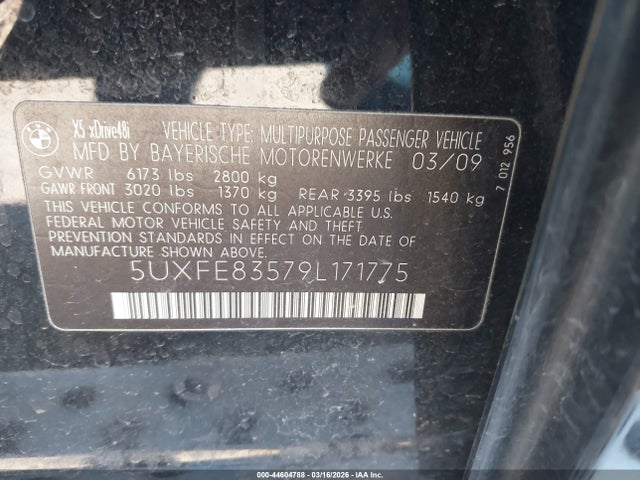 BMW
X5 xDrive48i VEHICLE TYPE: MULTIPURPOSE PASSENGER VEHICLE
MFD BY BAYERISCHE MOTORENWERKE 03/09
GVWR 6173 lbs 2800 kg
GAWR FRONT 3020 lbs 1370 kg REAR 3395 lbs 1540 kg
THIS VEHICLE CONFORMS TO ALL APPLICABLE U.S.
FEDERAL MOTOR VEHICLE SAFETY AND THEFT
PREVENTION STANDARDS IN EFFECT ON THE DATE OF
MANUFACTURE SHOWN ABOVE.
5UXFE83579L171775
7 012 956
000-44604788 - 03/16/2026 - IAA Inc.